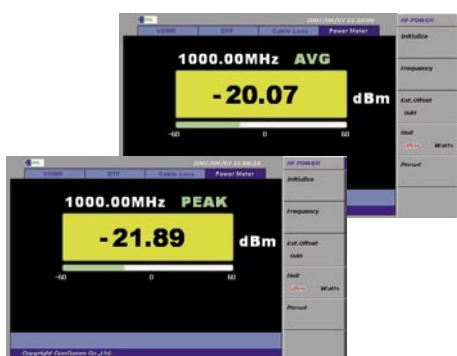 RF POWER
VSWR DTF Cable Loss Power Meter
Initialize
1000.00MHz AVG
Frequency
-20.07 dBm
Ext.Offset
-60 0 60
Unit
dBm Watts
Preset
RF POWER
VSWR DTF Cable Loss Power Meter
Initialize
1000.00MHz PEAK
Frequency
-21.89 dBm
Ext.Offset
-60 0 60
Unit
dBm Watts
Preset